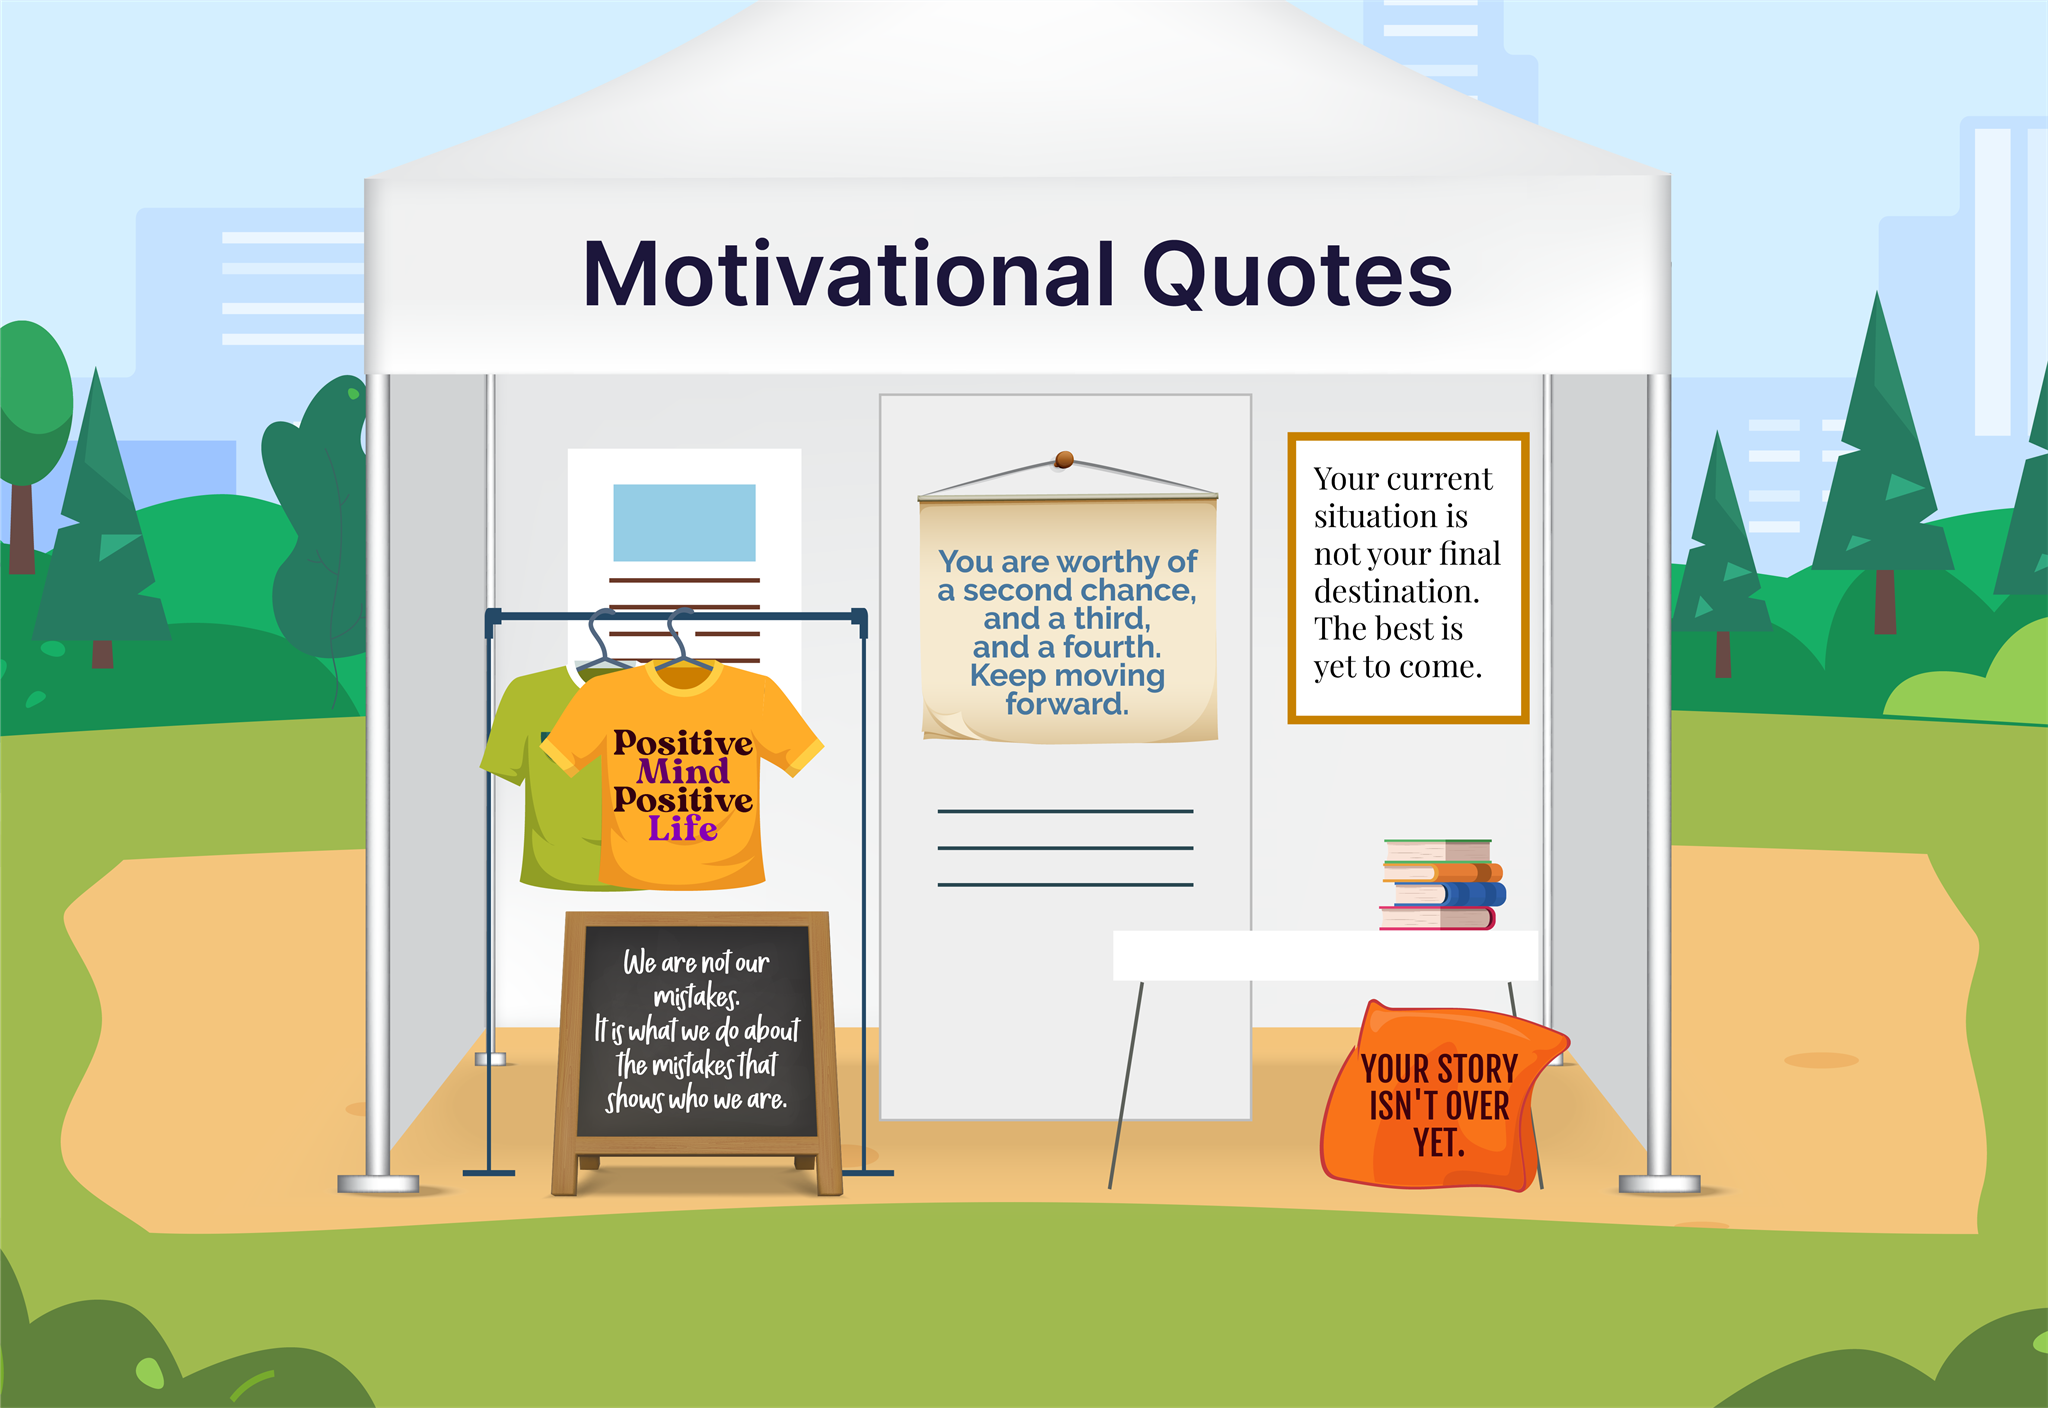 Motivational Quotes
You are worthy of
a second chance,
and a third,
and a fourth.
Keep moving
forward.
Your current
situation is
not your final
destination.
The best is
yet to come.
Positive
Mind
Positive
Life
We are not our
mistakes.
It is what we do about
the mistakes that
shows who we are.
YOUR STORY
ISN'T OVER
YET.